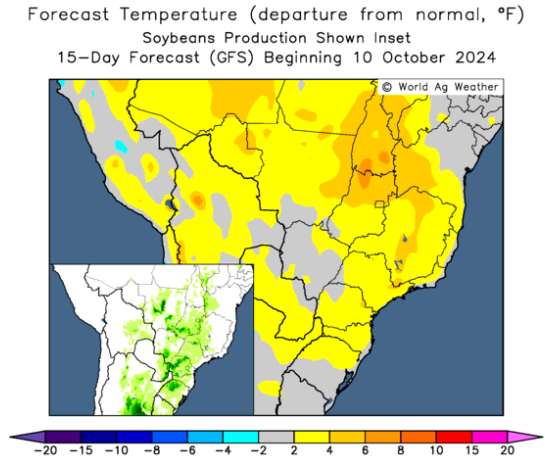 Forecast Temperature (departure from normal, °F)
Soybeans Production Shown Inset
15-Day Forecast (GFS) Beginning 10 October 2024
© World Ag Weather
-20 -15 -10 -8 -6 -4 -2 2 4 6 8 10 15 20